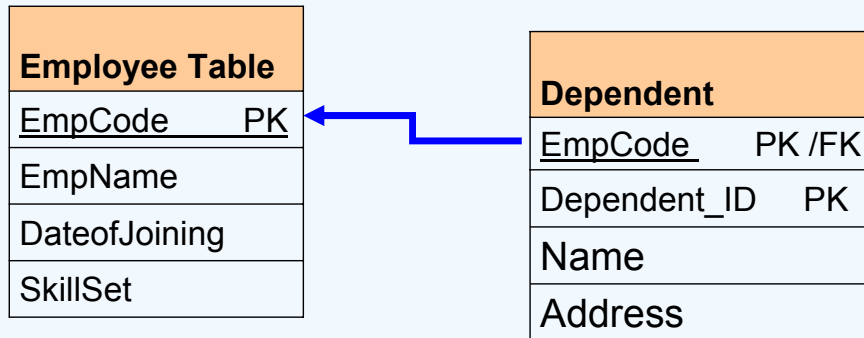 Employee Table
EmpCode PK
EmpName
DateofJoining
SkillSet
Dependent
EmpCode PK /FK
Dependent_ID PK
Name
Address